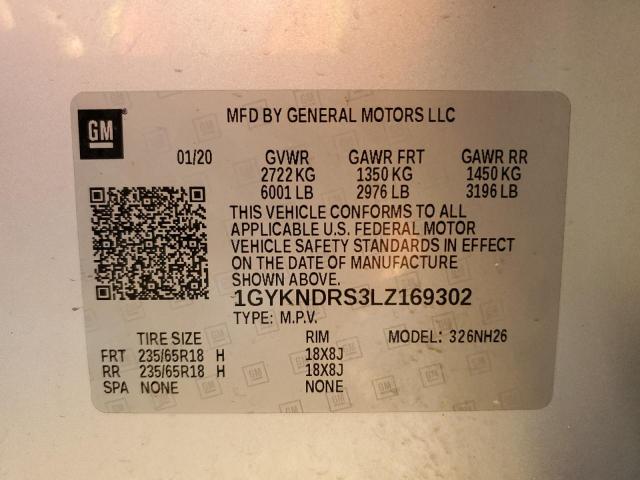 GM
MFD BY GENERAL MOTORS LLC
01/20 GVWR GAWR FRT GAWR RR
2722 KG 1350 KG 1450 KG
6001 LB 2976 LB 3196 LB
THIS VEHICLE CONFORMS TO ALL
APPLICABLE U.S. FEDERAL MOTOR
VEHICLE SAFETY STANDARDS IN EFFECT
ON THE DATE OF MANUFACTURE
SHOWN ABOVE.
1GYKNDRS3LZ169302
TYPE: M.P.V.
TIRE SIZE RIM MODEL: 326NH26
FRT 235/65R18 H 18X8J
RR 235/65R18 H 18X8J
SPA NONE NONE